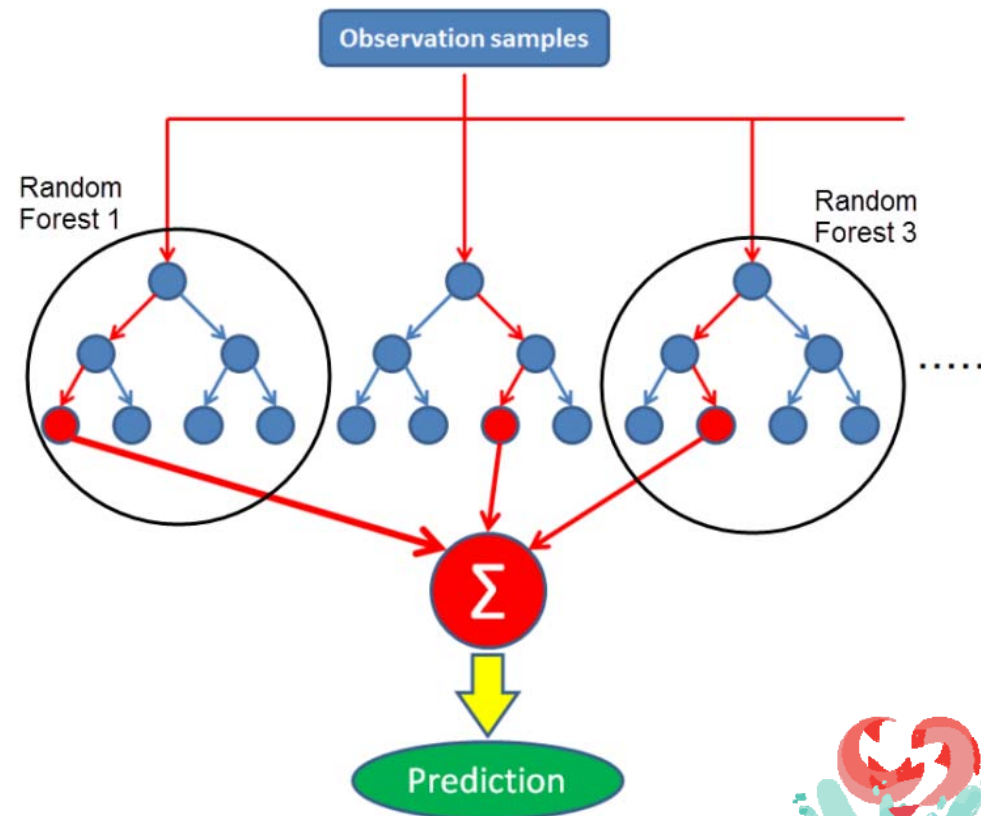 Observation samples
Random
Forest 1
Random
Forest 3
.....
Σ
Prediction